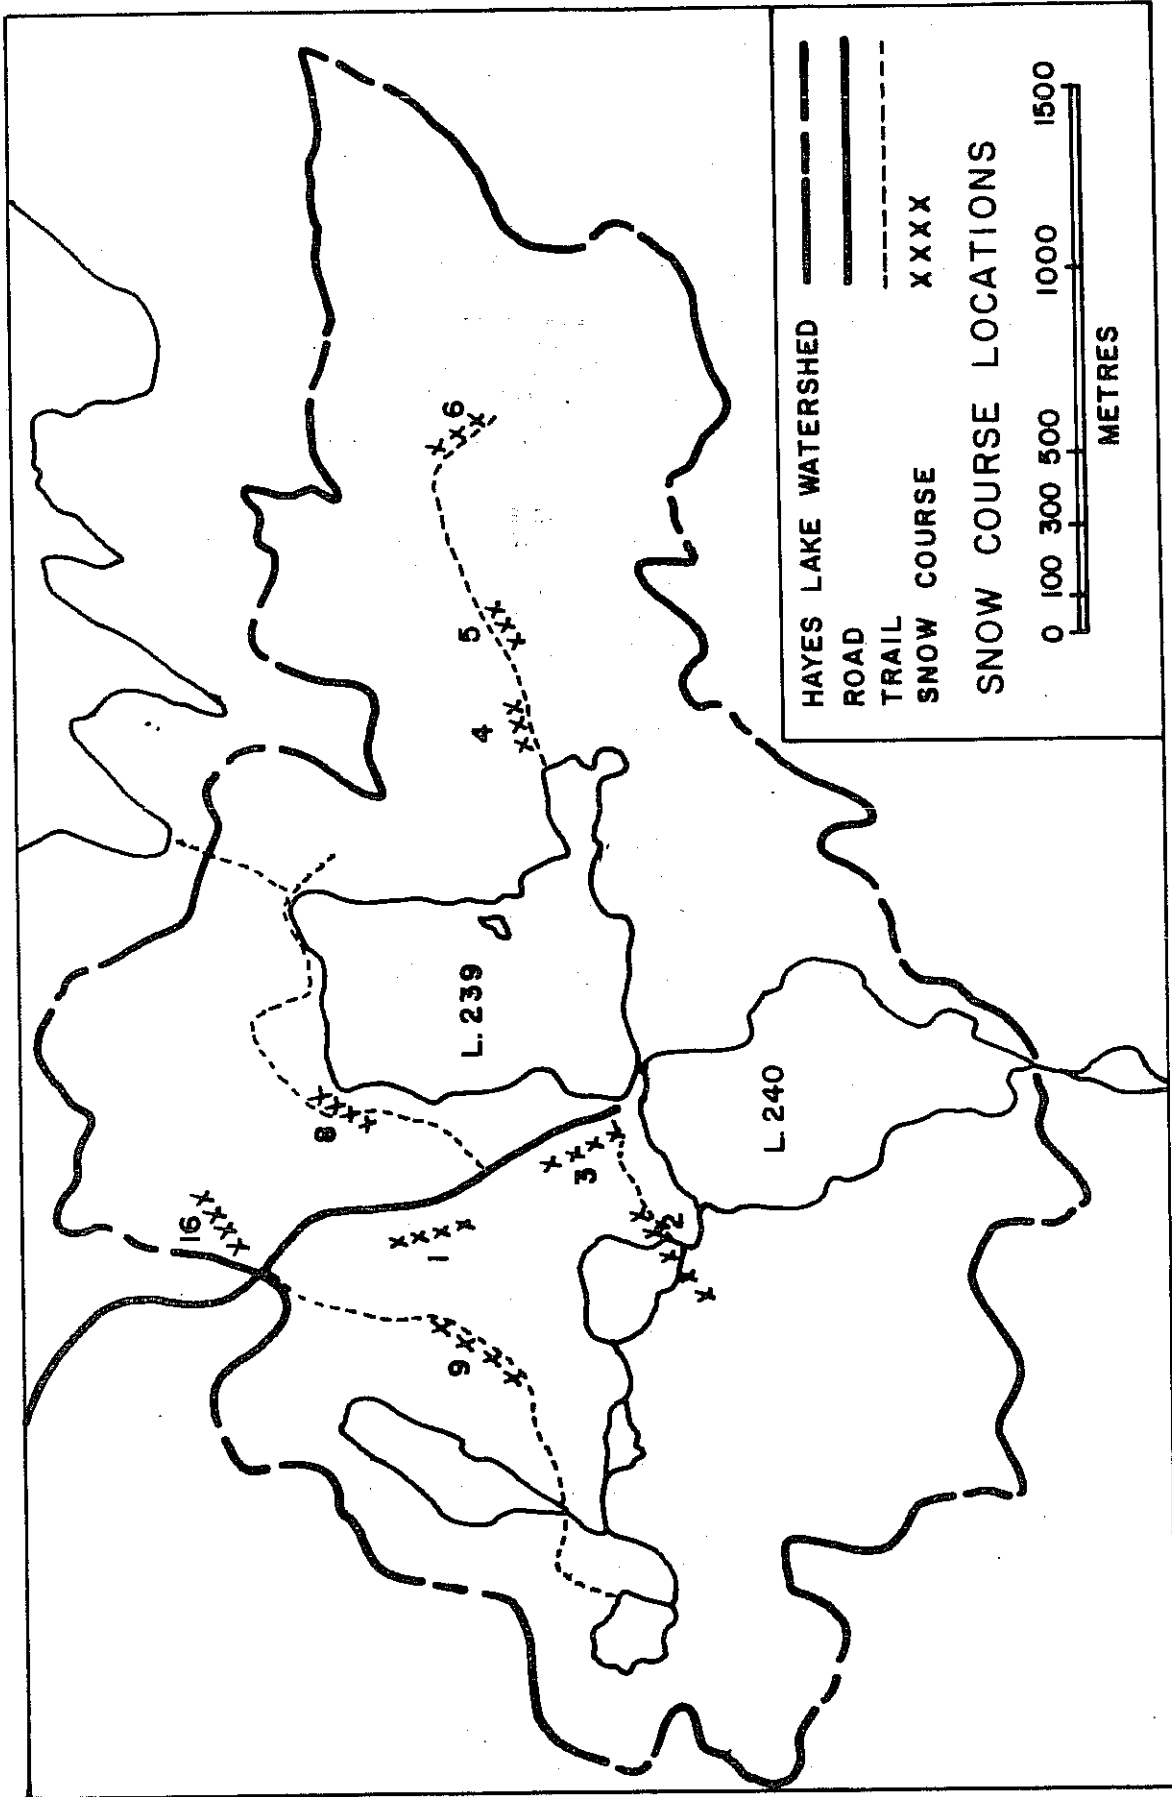 16
8
1
9
3
2
L. 239
L. 240
4
5
6
HAYES LAKE WATERSHED
ROAD
TRAIL
SNOW COURSE XXXX
SNOW COURSE LOCATIONS
0 100 300 500 1000 1500
METRES